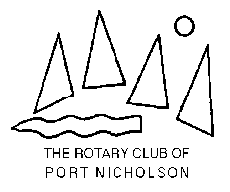 THE ROTARY CLUB OF
PORT NICHOLSON